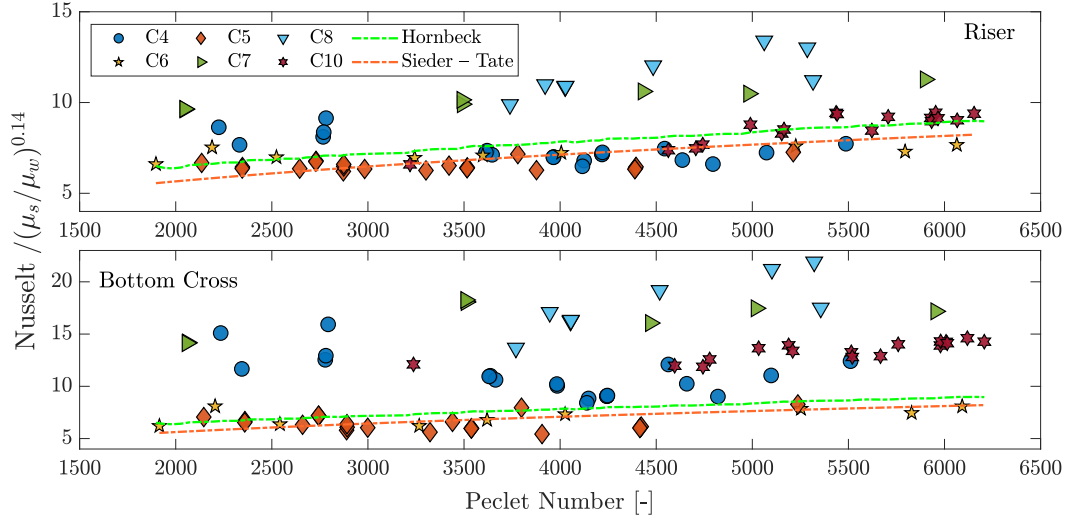 15
10
5
C4 C5 C8 Hornbeck
C6 C7 C10 Sieder – Tate
Riser
1500 2000 2500 3000 3500 4000 4500 5000 5500 6000 6500
Nusselt /(μs/μw)^0.14
20
15
10
5
Bottom Cross
1500 2000 2500 3000 3500 4000 4500 5000 5500 6000 6500
Peclet Number [-]